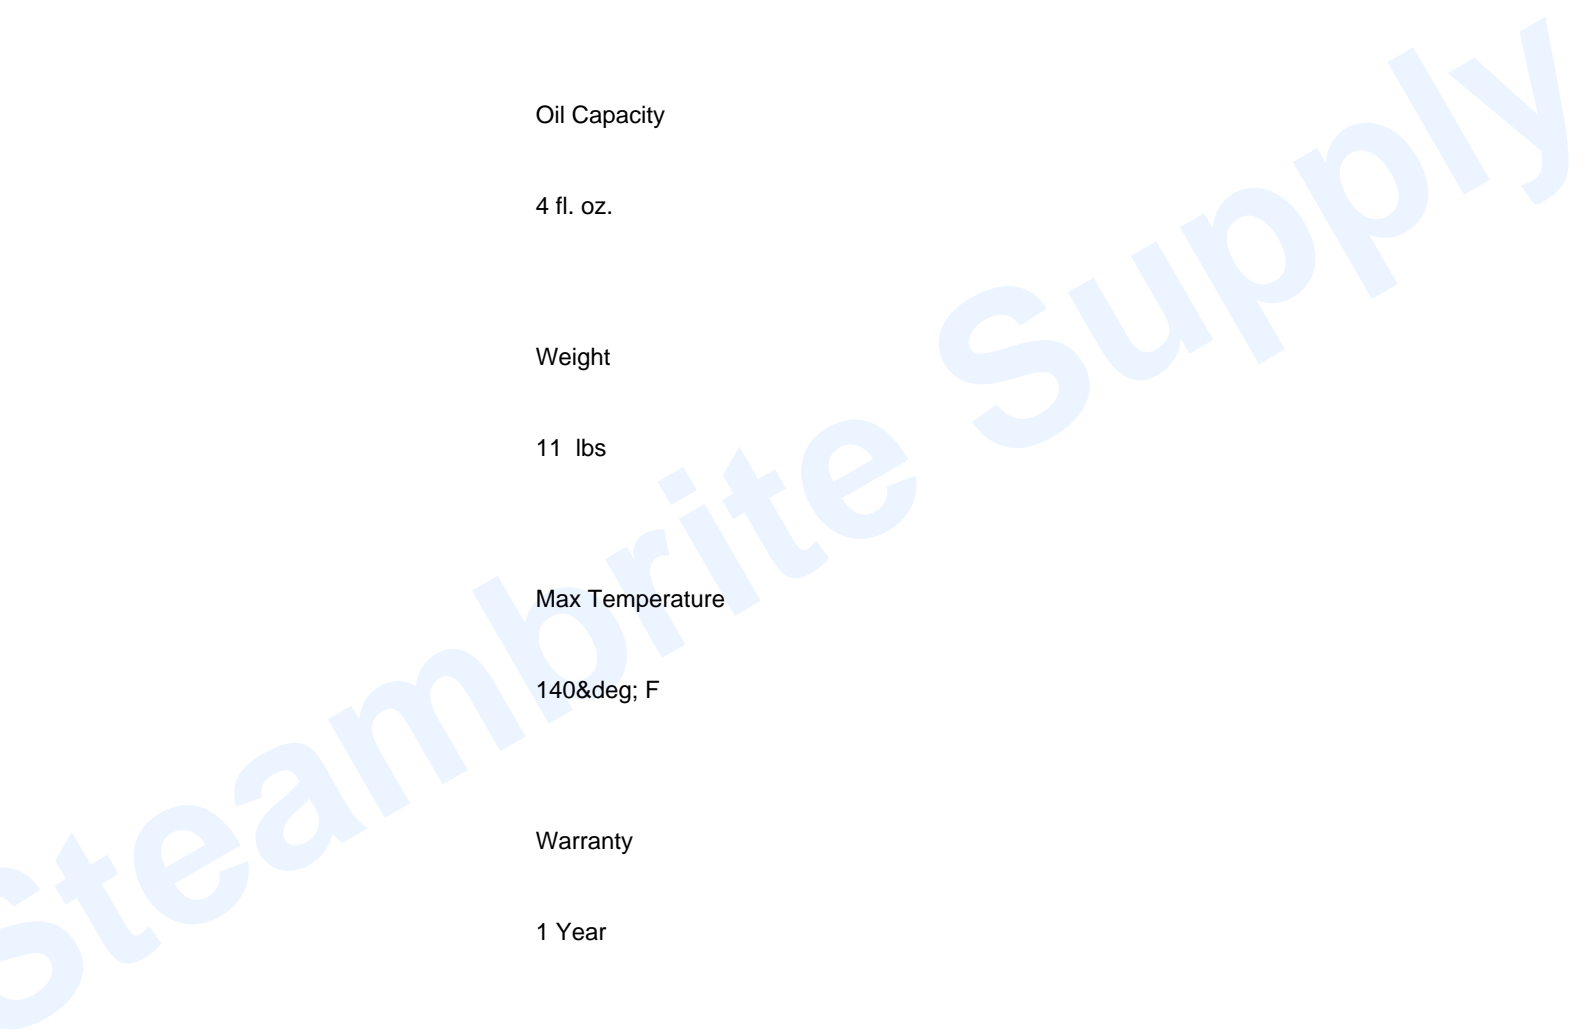 Oil Capacity
4 fl. oz.
Weight
11  lbs
Max Temperature
140&deg; F
Warranty
1 Year
Steambrite Supply